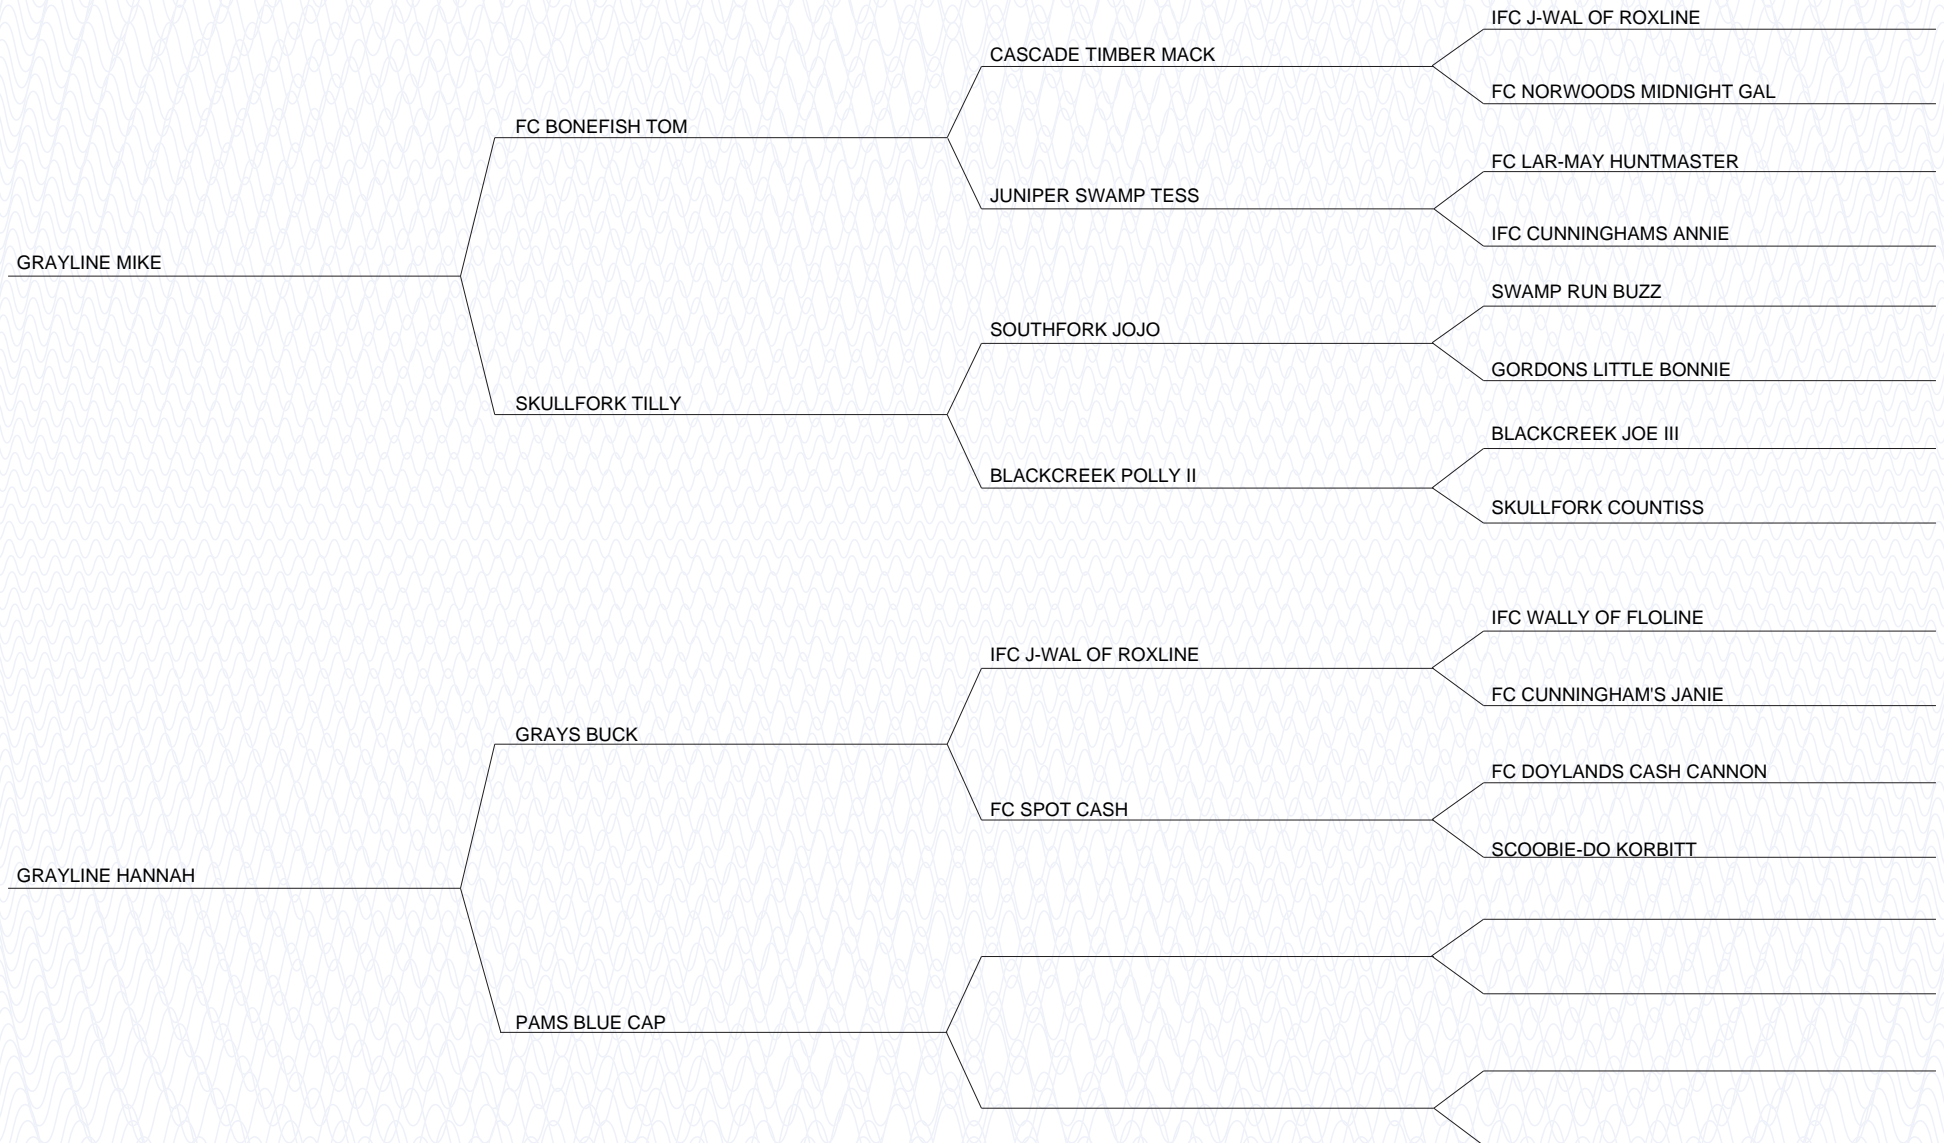 IFC J-WAL OF ROXLINE
CASCADE TIMBER MACK
FC NORWOODS MIDNIGHT GAL
FC BONEFISH TOM
FC LAR-MAY HUNTMASTER
JUNIPER SWAMP TESS
IFC CUNNINGHAMS ANNIE
GRAYLINE MIKE
SWAMP RUN BUZZ
SOUTHFORK JOJO
GORDONS LITTLE BONNIE
SKULLFORK TILLY
BLACKCREEK JOE III
BLACKCREEK POLLY II
SKULLFORK COUNTISS
IFC WALLY OF FLOLINE
IFC J-WAL OF ROXLINE
FC CUNNINGHAM'S JANIE
GRAYS BUCK
FC DOYLANDS CASH CANNON
FC SPOT CASH
SCOOBIE-DO KORBITT
GRAYLINE HANNAH
PAMS BLUE CAP